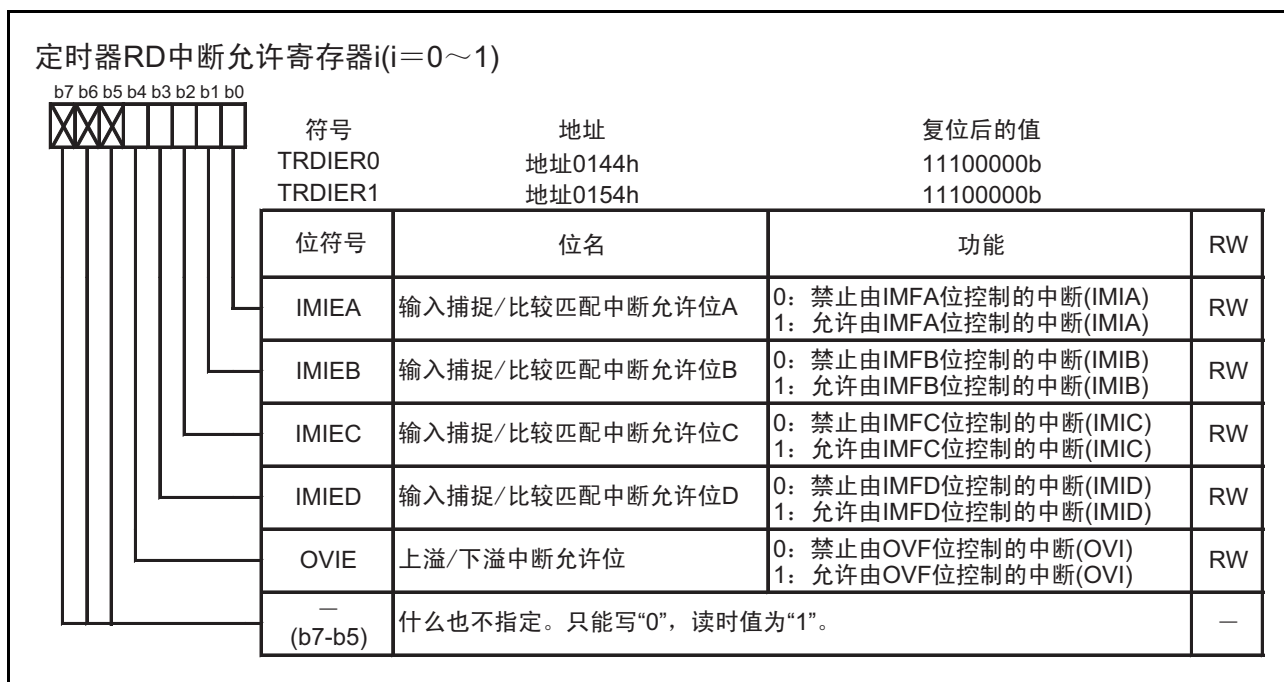 定时器RD中断允许寄存器i(i＝0～1)
b7 b6 b5 b4 b3 b2 b1 b0
符号 地址 复位后的值
TRDIER0 地址0144h 11100000b
TRDIER1 地址0154h 11100000b
位符号 位名 功能 RW
IMIEA 输入捕捉/比较匹配中断允许位A 0：禁止由IMFA位控制的中断(IMIA) RW
1：允许由IMFA位控制的中断(IMIA)
IMIEB 输入捕捉/比较匹配中断允许位B 0：禁止由IMFB位控制的中断(IMIB) RW
1：允许由IMFB位控制的中断(IMIB)
IMIEC 输入捕捉/比较匹配中断允许位C 0：禁止由IMFC位控制的中断(IMIC) RW
1：允许由IMFC位控制的中断(IMIC)
IMIED 输入捕捉/比较匹配中断允许位D 0：禁止由IMFD位控制的中断(IMID) RW
1：允许由IMFD位控制的中断(IMID)
OVIE 上溢/下溢中断允许位 0：禁止由OVF位控制的中断(OVI) RW
1：允许由OVF位控制的中断(OVI)
—
(b7-b5) 什么也不指定。只能写“0”，读时值为“1”。 —